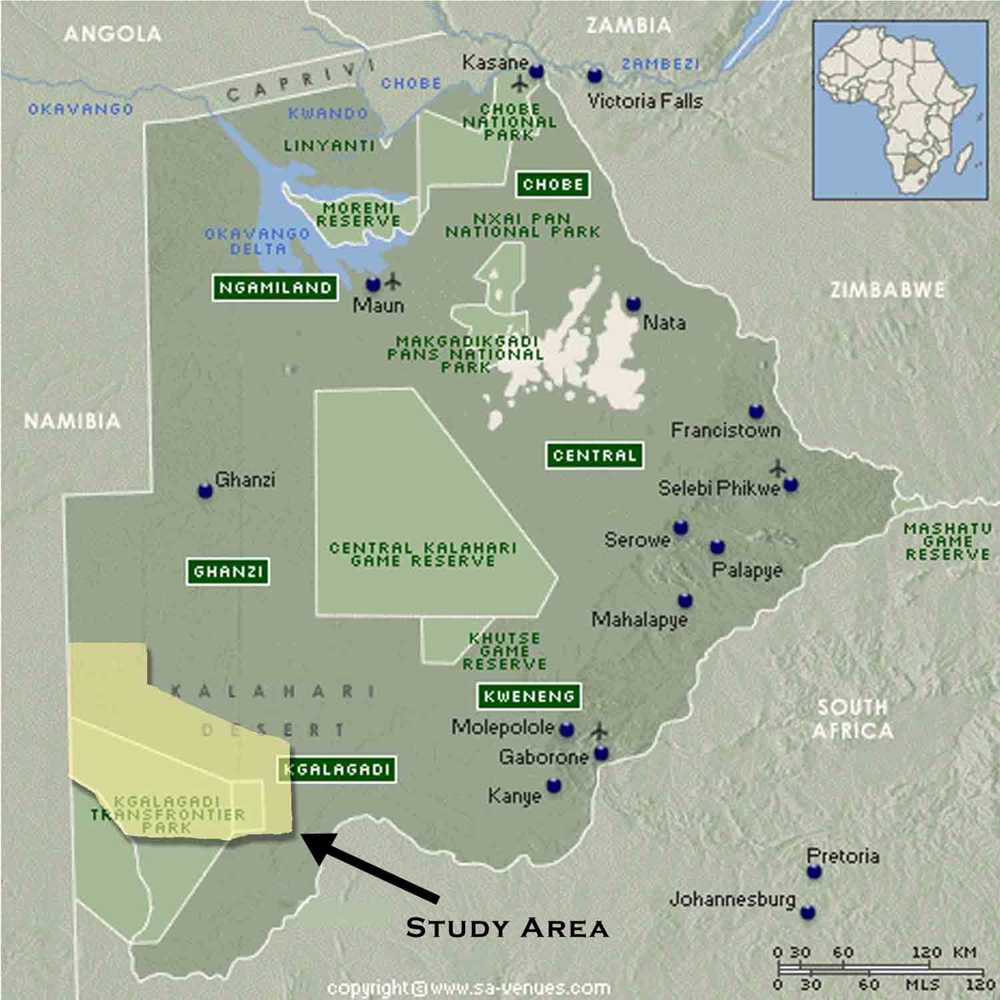 ANGOLA
ZAMBIA
CAPRIVI
Kasane
ZAMBEZI
CHOBE
Victoria Falls
OKAVANGO
KWANDO
CHOBE
NATIONAL
PARK
LINYANTI
CHOBE
MOREMI
RESERVE
NXAI PAN
NATIONAL PARK
OKAVANGO
DELTA
NGAMILAND
Maun
ZIMBABWE
Nata
MAKGADIKGADI
PANS NATIONAL
PARK
NAMIBIA
Francistown
CENTRAL
Ghanzi
Selebi Phikwe
Serowe
MASHATU
GAME
RESERVE
CENTRAL KALAHARI
GAME RESERVE
GHANZI
Palapye
Mahalapye
KHUTSE
GAME
RESERVE
KALAHARI
DESERT
KWENENG
SOUTH
AFRICA
Molepolole
Gaborone
KGALAGADI
Kanye
KGALAGADI
TRANSFRONTIER
PARK
Pretoria
Johannesburg
STUDY AREA
0 30 60 120 KM
0 30 60 MLS 120
copyright©www.sa-venues.com